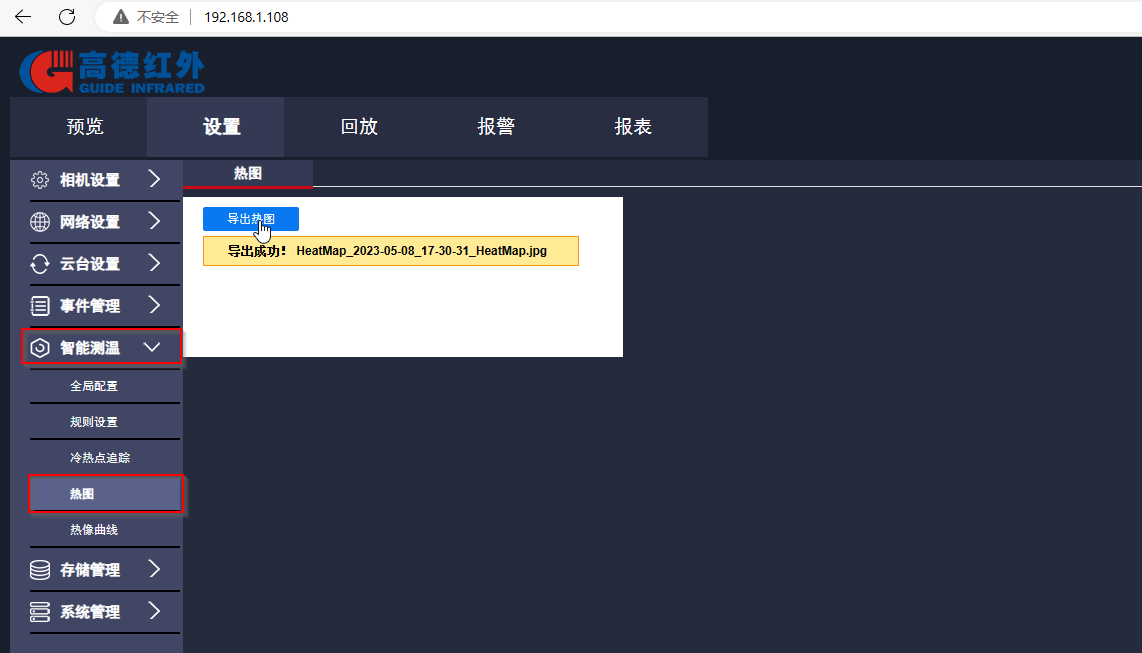 不安全 192.168.1.108
高德红外
GUIDE INFRARED
预览 设置 回放 报警 报表
相机设置
网络设置
云台设置
事件管理
智能测温
全局配置
规则设置
冷热点追踪
热图
热像曲线
存储管理
系统管理
热图
导出热图
导出成功! HeatMap_2023-05-08_17-30-31_HeatMap.jpg